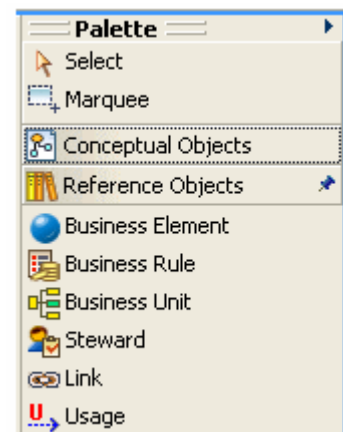 Palette
Select
Marquee
Conceptual Objects
Reference Objects
Business Element
Business Rule
Business Unit
Steward
Link
U Usage